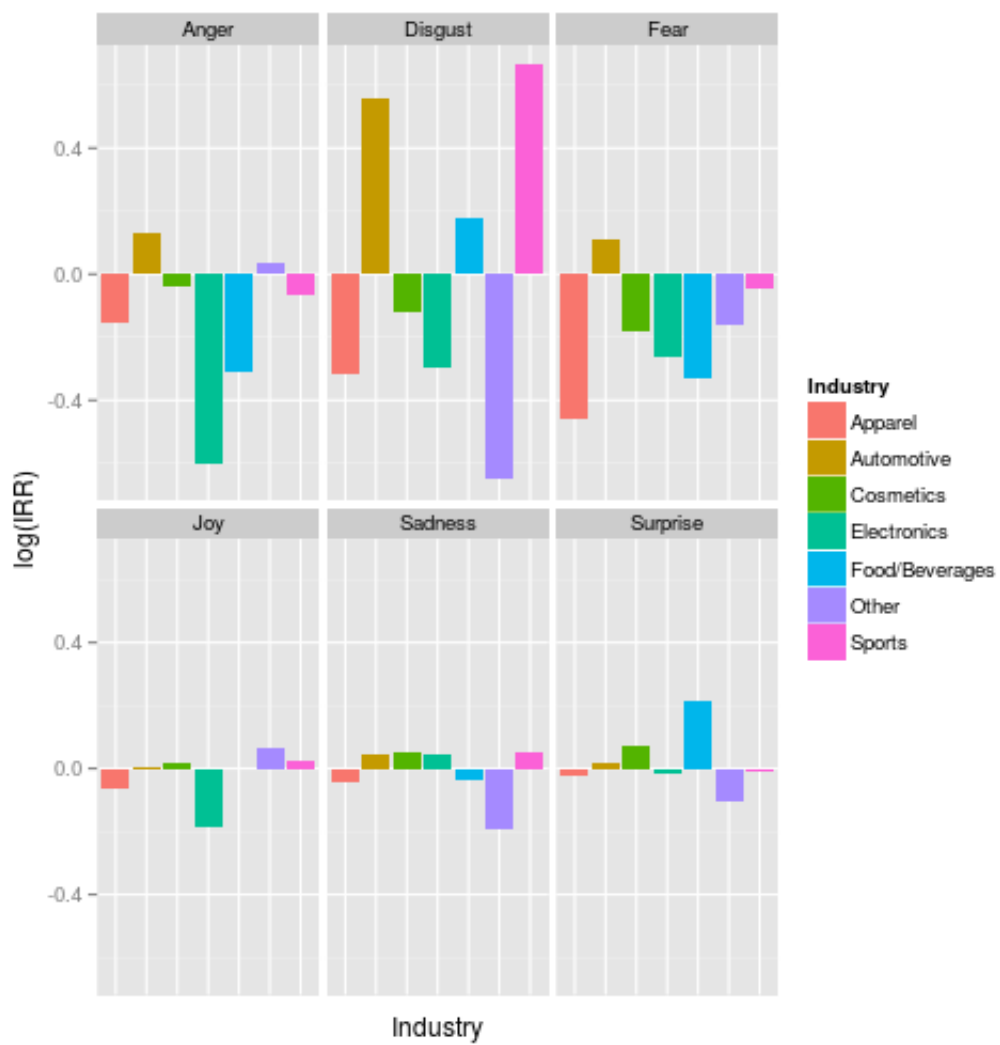 Anger Disgust Fear
0.4
0.0
-0.4
log(IRR)
Joy Sadness Surprise
0.4
0.0
-0.4
Industry
Industry
Apparel
Automotive
Cosmetics
Electronics
Food/Beverages
Other
Sports